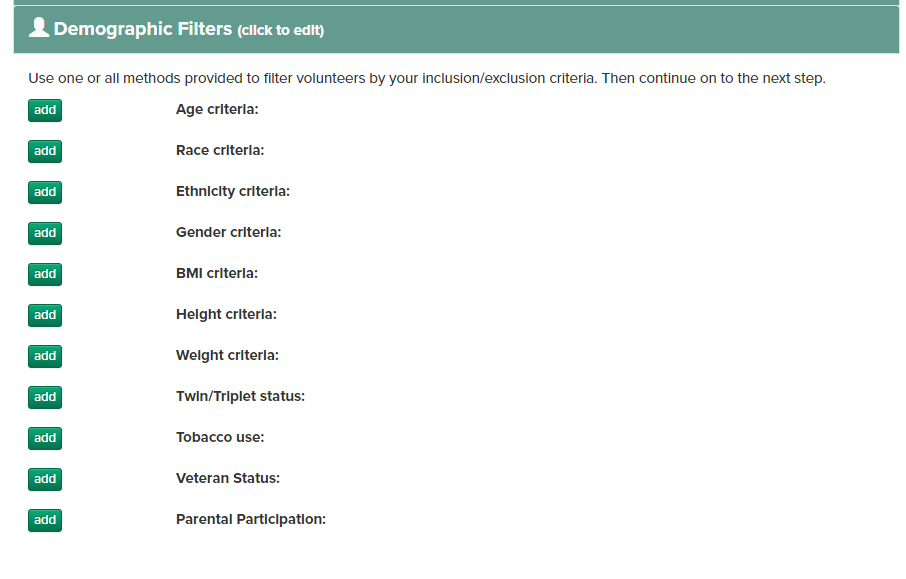 Demographic Filters (click to edit)
Use one or all methods provided to filter volunteers by your inclusion/exclusion criteria. Then continue on to the next step.
add Age criteria:
add Race criteria:
add Ethnicity criteria:
add Gender criteria:
add BMI criteria:
add Height criteria:
add Weight criteria:
add Twin/Triplet status:
add Tobacco use:
add Veteran Status:
add Parental Participation: